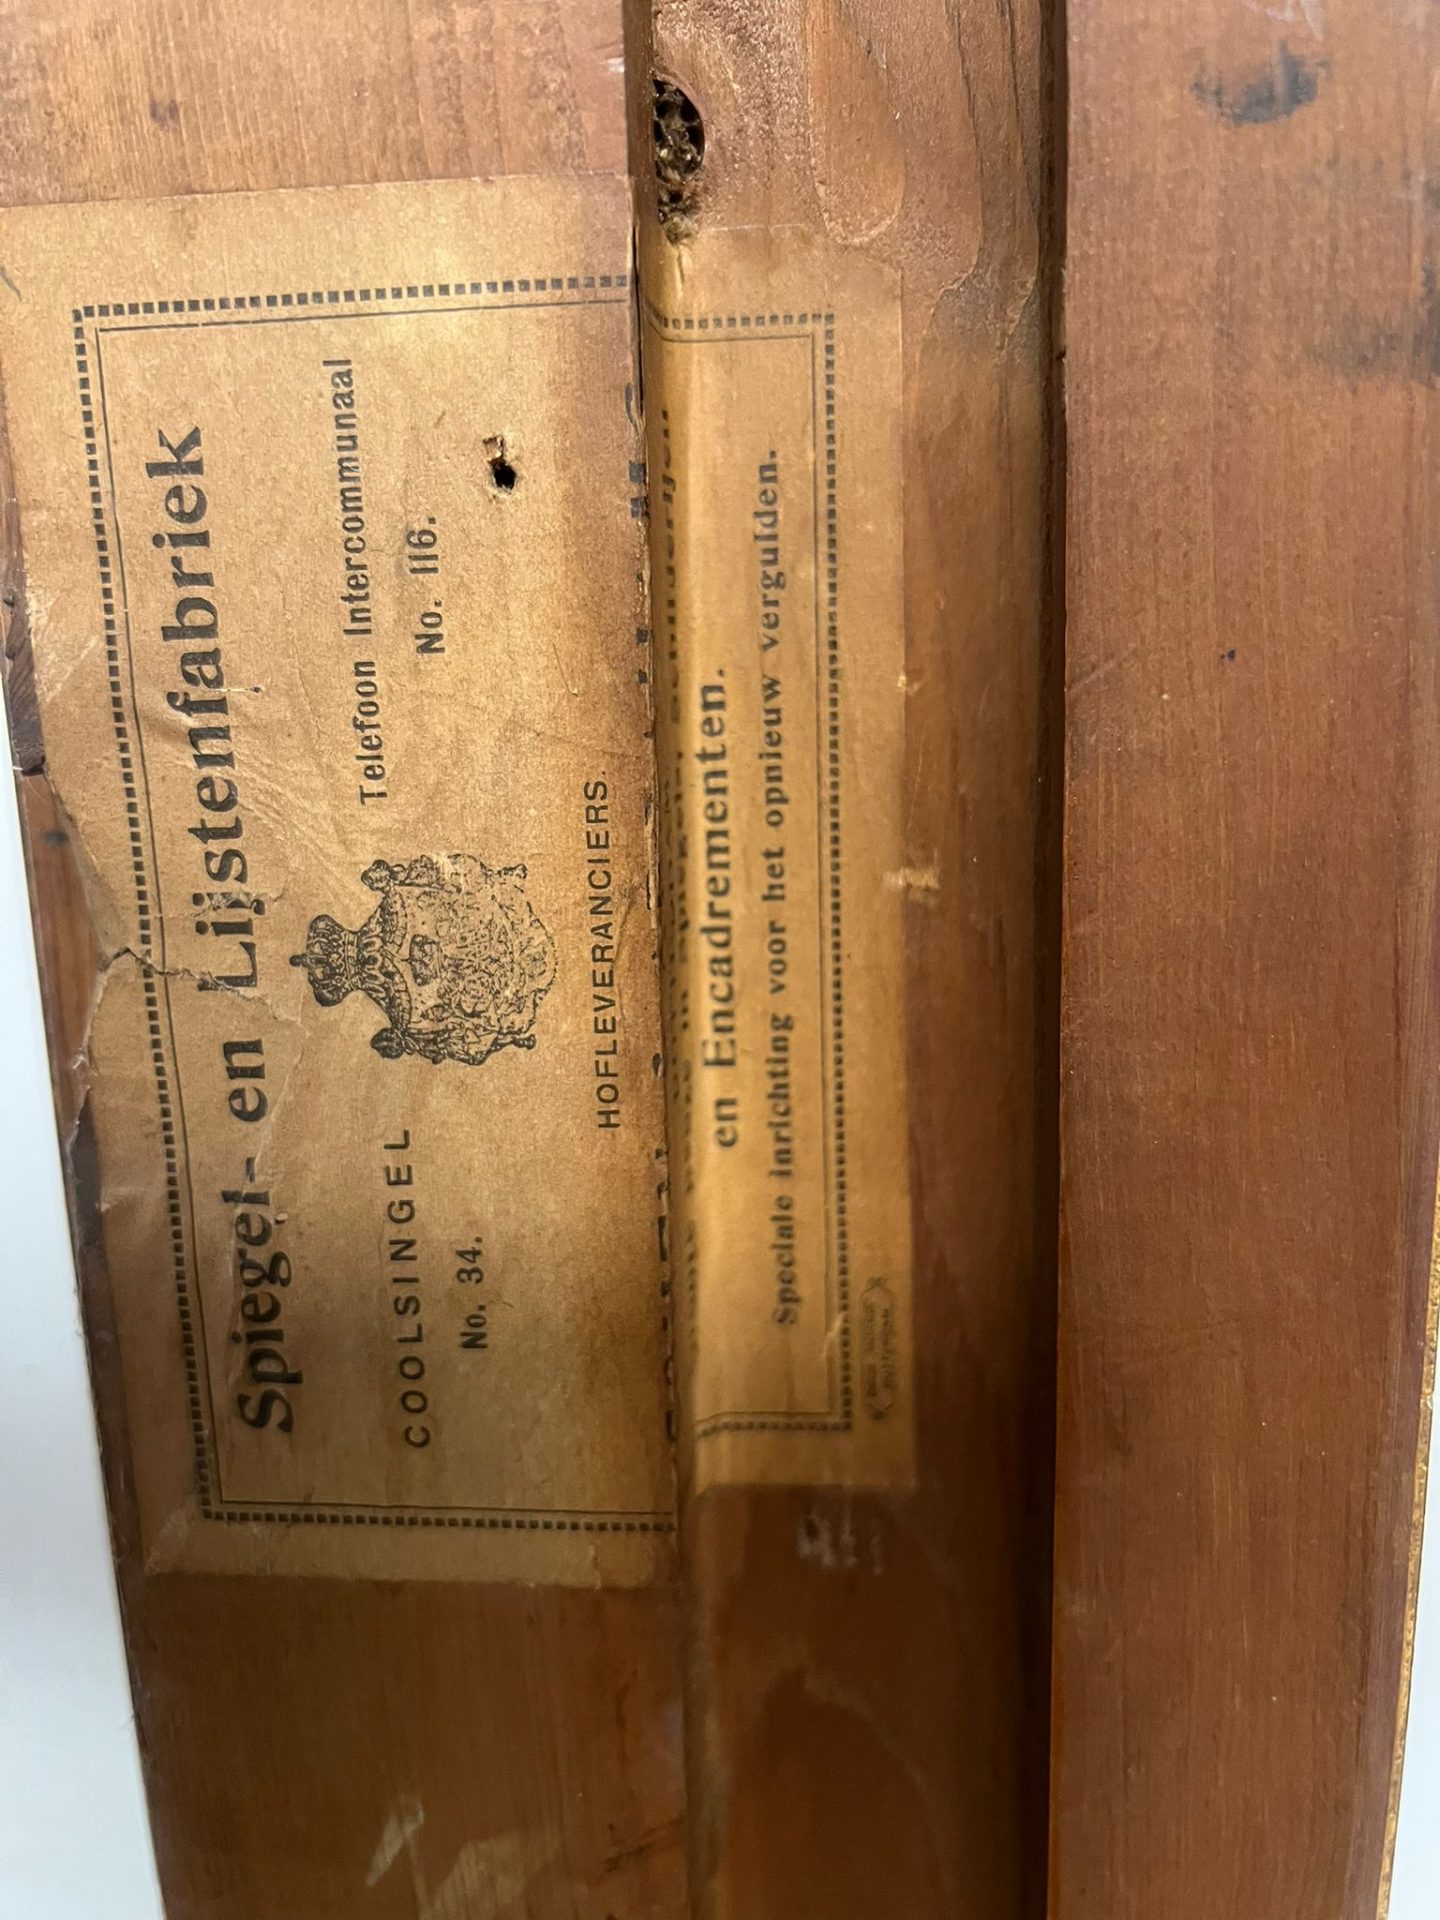 Spiegel- en Lijstenfabriek
COOLSINGEL
No. 34.
Telefoon Intercommunaal
No. 116.
HOFLEVERANCIERS.
en Encadrementen.
Speciale inrichting voor het opnieuw vergulden.